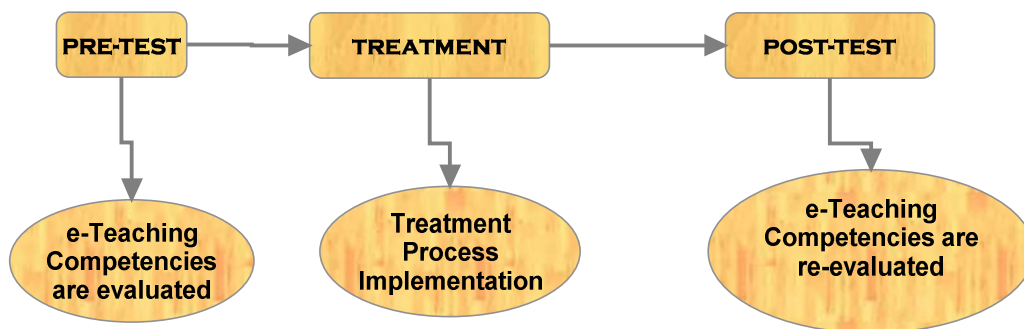 PRE-TEST
TREATMENT
POST-TEST
e-Teaching
Competencies
are evaluated
Treatment
Process
Implementation
e-Teaching
Competencies are
re-evaluated